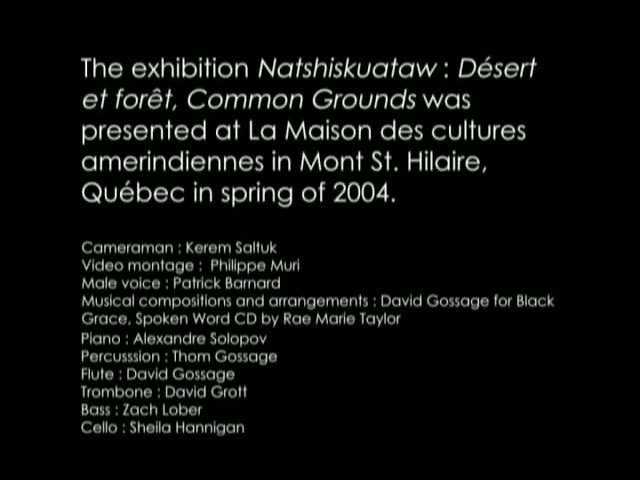 The exhibition Natshiskuataw : Désert
et forêt, Common Grounds was
presented at La Maison des cultures
amerindiennes in Mont St. Hilaire,
Québec in spring of 2004.
Cameraman : Kerem Saltuk
Video montage :  Philippe Muri
Male voice : Patrick Barnard
Musical compositions and arrangements : David Gossage for Black
Grace, Spoken Word CD by Rae Marie Taylor
Piano : Alexandre Solopov
Percusssion : Thom Gossage
Flute : David Gossage
Trombone : David Grott
Bass : Zach Lober
Cello : Sheila Hannigan